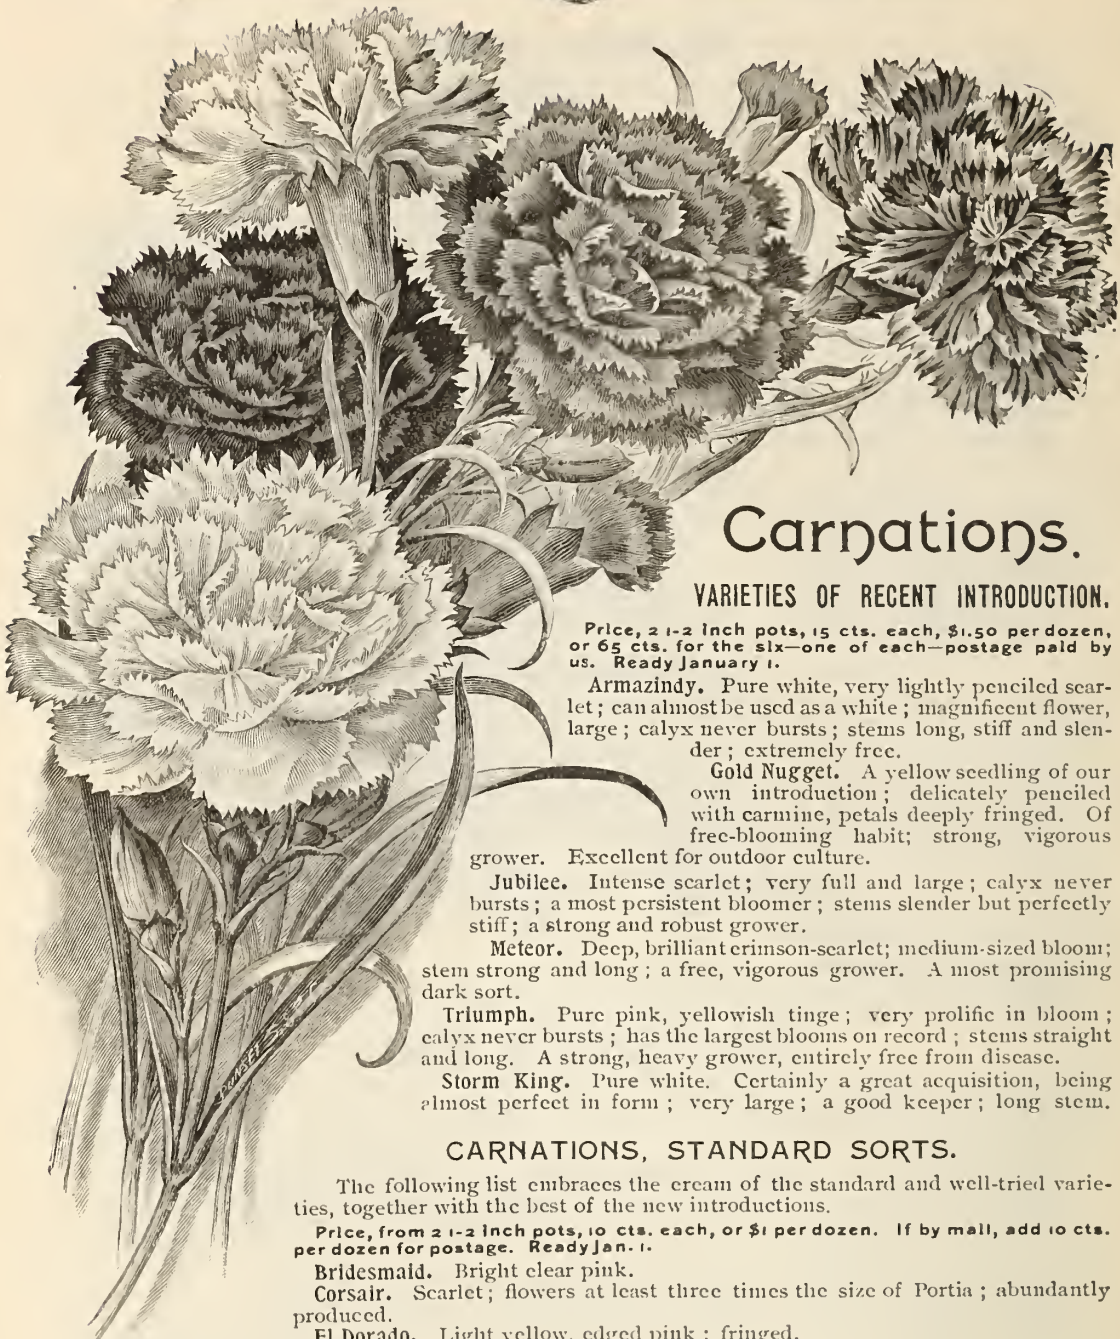 Carnations.
VARIETIES OF RECENT INTRODUCTION.
Price, 2 1-2 inch pots, 15 cts. each, $1.50 per dozen,
or 65 cts. for the six—one of each—postage paid by
us. Ready January 1.
Armazindy. Pure white, very lightly penciled scar-
let; can almost be used as a white; magnificent flower,
large; calyx never bursts; stems long, stiff and slen-
der; extremely free.
Gold Nugget. A yellow seedling of our
own introduction; delicately penciled
with carmine, petals deeply fringed. Of
free-blooming habit; strong, vigorous
grower. Excellent for outdoor culture.
Jubilee. Intense scarlet; very full and large; calyx never
bursts; a most persistent bloomer; stems slender but perfectly
stiff; a strong and robust grower.
Meteor. Deep, brilliant crimson-scarlet; medium-sized bloom;
stem strong and long; a free, vigorous grower. A most promising
dark sort.
Triumph. Pure pink, yellowish tinge; very prolific in bloom;
calyx never bursts; has the largest blooms on record; stems straight
and long. A strong, heavy grower, entirely free from disease.
Storm King. Pure white. Certainly a great acquisition, being
almost perfect in form; very large; a good keeper; long stem.
CARNATIONS, STANDARD SORTS.
The following list embraces the cream of the standard and well-tried varie-
ties, together with the best of the new introductions.
Price, from 2 1-2 inch pots, 10 cts. each, or $1 per dozen. If by mail, add 10 cts.
per dozen for postage. Ready Jan. 1.
Bridesmaid. Bright clear pink.
Corsair. Scarlet; flowers at least three times the size of Portia; abundantly
produced.
El Dorado. Light yellow, edged pink; fringed.